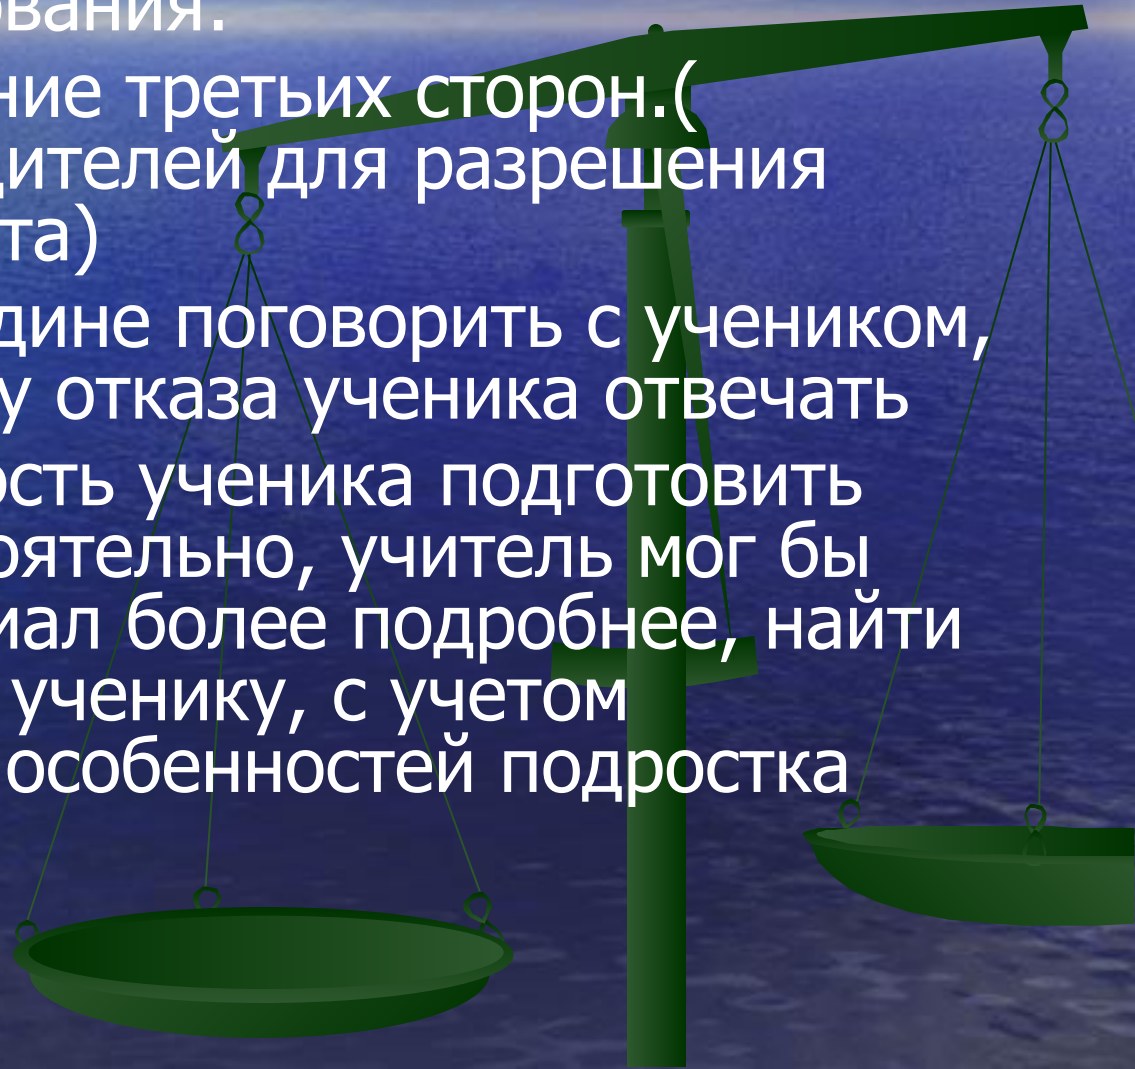 ования.
ние третьих сторон.(
дителей для разрешения
та)
дине поговорить с учеником,
у отказа ученика отвечать
ость ученика подготовить
оятельно, учитель мог бы
иал более подробнее, найти
ученику, с учетом
особенностей подростка